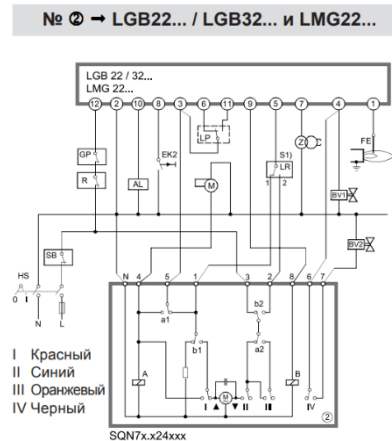 № ② → LGB22... / LGB32... и LMG22...
LGB 22 / 32...
LMG 22...
12 2 10 8 3 6 11 9 5 7 4 1
GP
R
AL
EK2
LP
M
S1)
LR
1 2
Z
FE
BV1
BV2
SB
HS
0 I
N L
N 4 5 1 3 2 8 6 7
a1
b2
b1
a2
A
B
I M II III IV
②
I Красный
II Синий
III Оранжевый
IV Черный
SQN7x.x24xxx